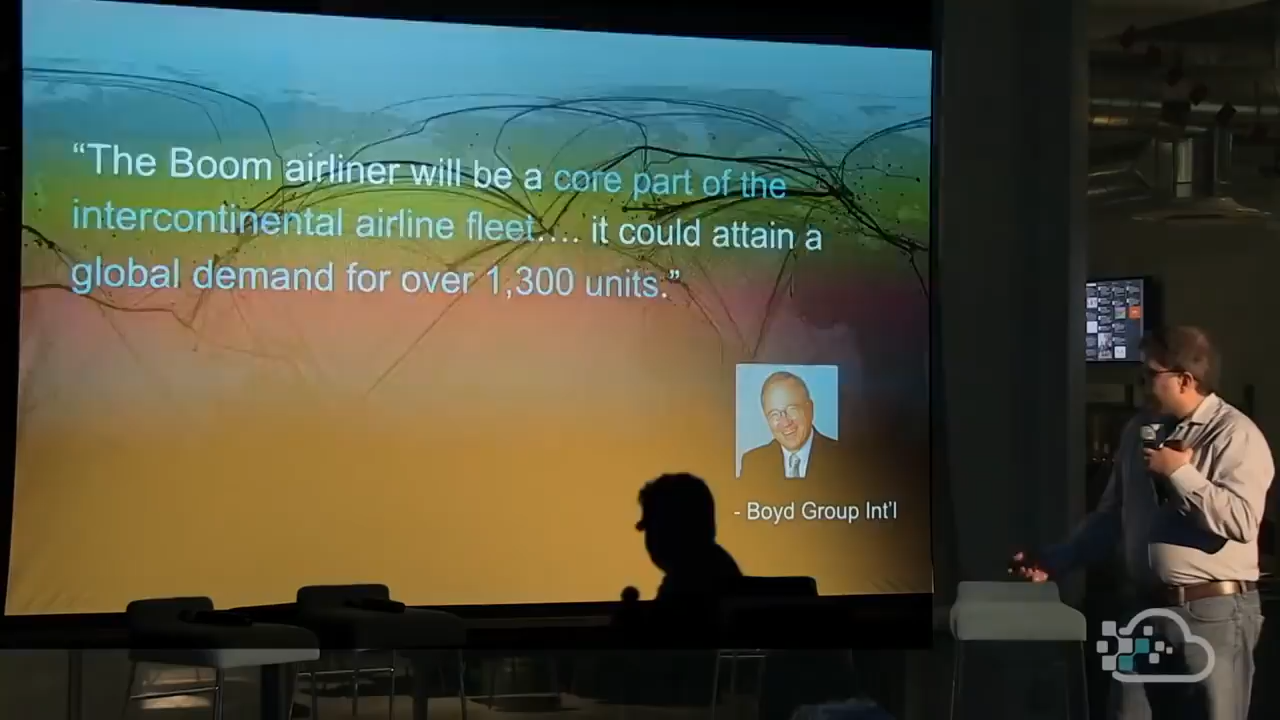 “The Boom airliner will be a core part of the
intercontinental airline fleet…. it could attain a
global demand for over 1,300 units.”
- Boyd Group Int'l